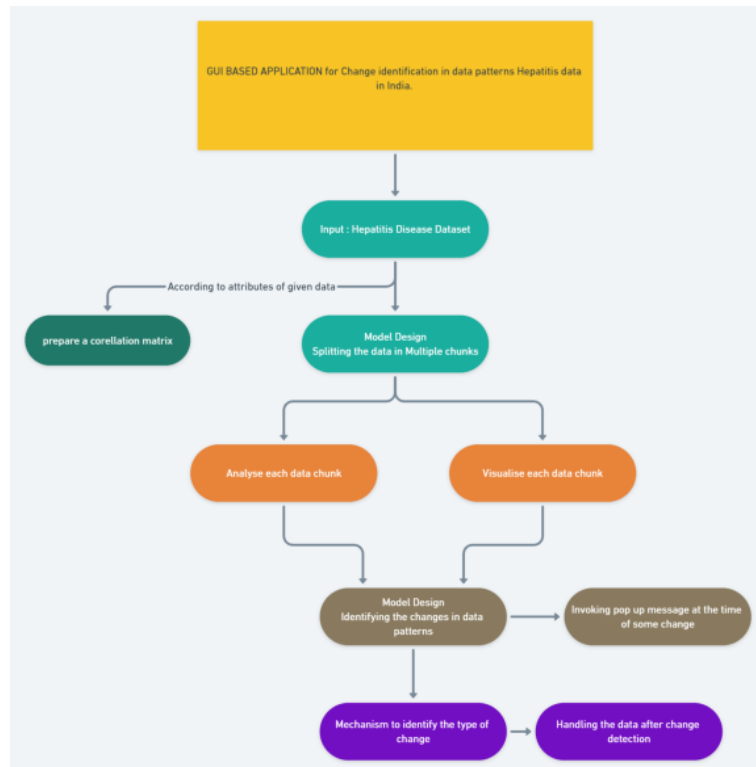 GUI BASED APPLICATION for Change identification in data patterns Hepatitis data
in India.
Input : Hepatitis Disease Dataset
According to attributes of given data
prepare a corellation matrix
Model Design
Splitting the data in Multiple chunks
Analyse each data chunk
Visualise each data chunk
Model Design
Identifying the changes in data
patterns
Invoking pop up message at the time
of some change
Mechanism to identify the type of
change
Handling the data after change
detection